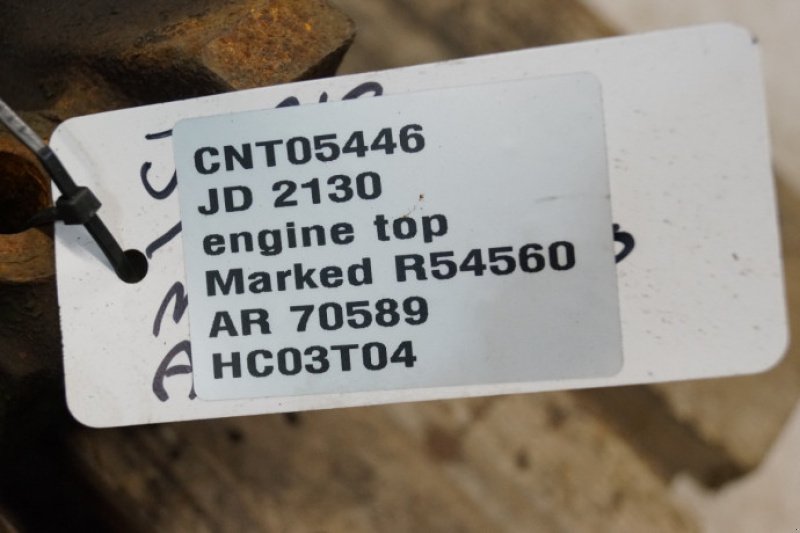 CNT05446
JD 2130
engine top
Marked R54560
AR 70589
HC03T04